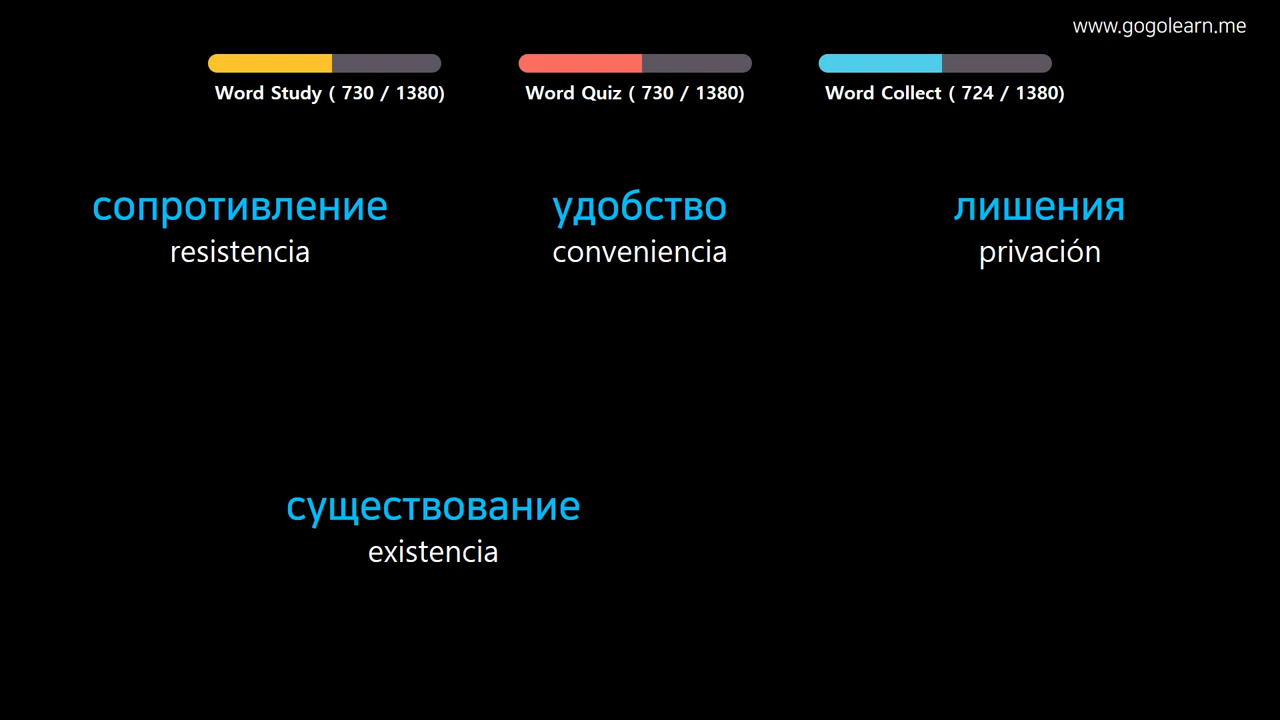 www.gogolearn.me
Word Study ( 730 / 1380)
Word Quiz ( 730 / 1380)
Word Collect ( 724 / 1380)
сопротивление
resistencia
удобство
conveniencia
лишения
privación
существование
existencia